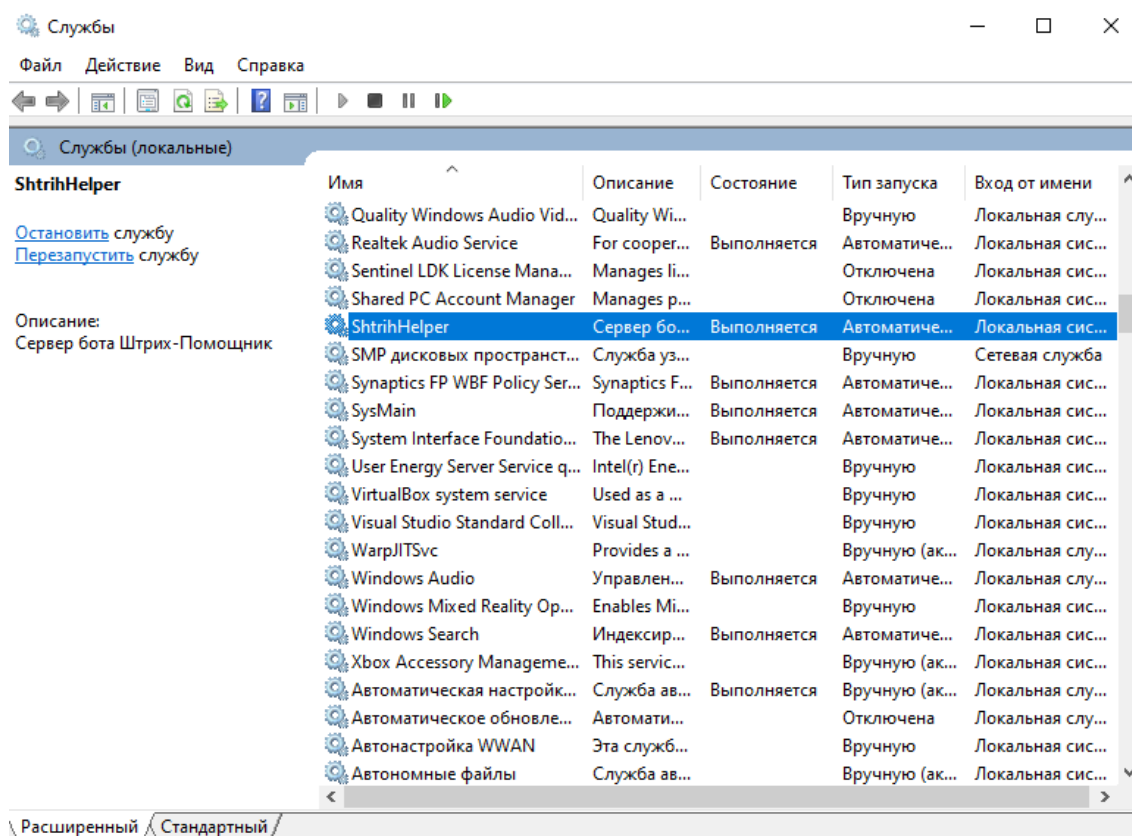 Службы
Файл Действие Вид Справка
Службы (локальные)
ShtrihHelper
Остановить службу
Перезапустить службу
Описание:
Сервер бота Штрих-Помощник
Имя Описание Состояние Тип запуска Вход от имени
Quality Windows Audio Vid... Quality Wi... Вручную Локальная слу...
Realtek Audio Service For cooper... Выполняется Автоматиче... Локальная сис...
Sentinel LDK License Mana... Manages li... Отключена Локальная сис...
Shared PC Account Manager Manages p... Отключена Локальная сис...
ShtrihHelper Сервер бо... Выполняется Автоматиче... Локальная сис...
SMP дисковых пространст... Служба уз... Вручную Сетевая служба
Synaptics FP WBF Policy Ser... Synaptics F... Выполняется Автоматиче... Локальная сис...
SysMain Поддержи... Выполняется Автоматиче... Локальная сис...
System Interface Foundatio... The Lenov... Выполняется Автоматиче... Локальная сис...
User Energy Server Service q... Intel(r) Ene... Вручную Локальная сис...
VirtualBox system service Used as a ... Вручную Локальная сис...
Visual Studio Standard Coll... Visual Stud... Вручную Локальная сис...
WarpJITSvc Provides a ... Вручную (ак... Локальная слу...
Windows Audio Управлен... Выполняется Автоматиче... Локальная слу...
Windows Mixed Reality Op... Enables Mi... Вручную Локальная сис...
Windows Search Индексир... Выполняется Автоматиче... Локальная сис...
Xbox Accessory Manageme... This servic... Вручную (ак... Локальная сис...
Автоматическая настройк... Служба ав... Выполняется Вручную (ак... Локальная слу...
Автоматическое обновле... Автомати... Отключена Локальная слу...
Автонастройка WWAN Эта служб... Вручную Локальная сис...
Автономные файлы Служба ав... Вручную (ак... Локальная сис...
Расширенный Стандартный